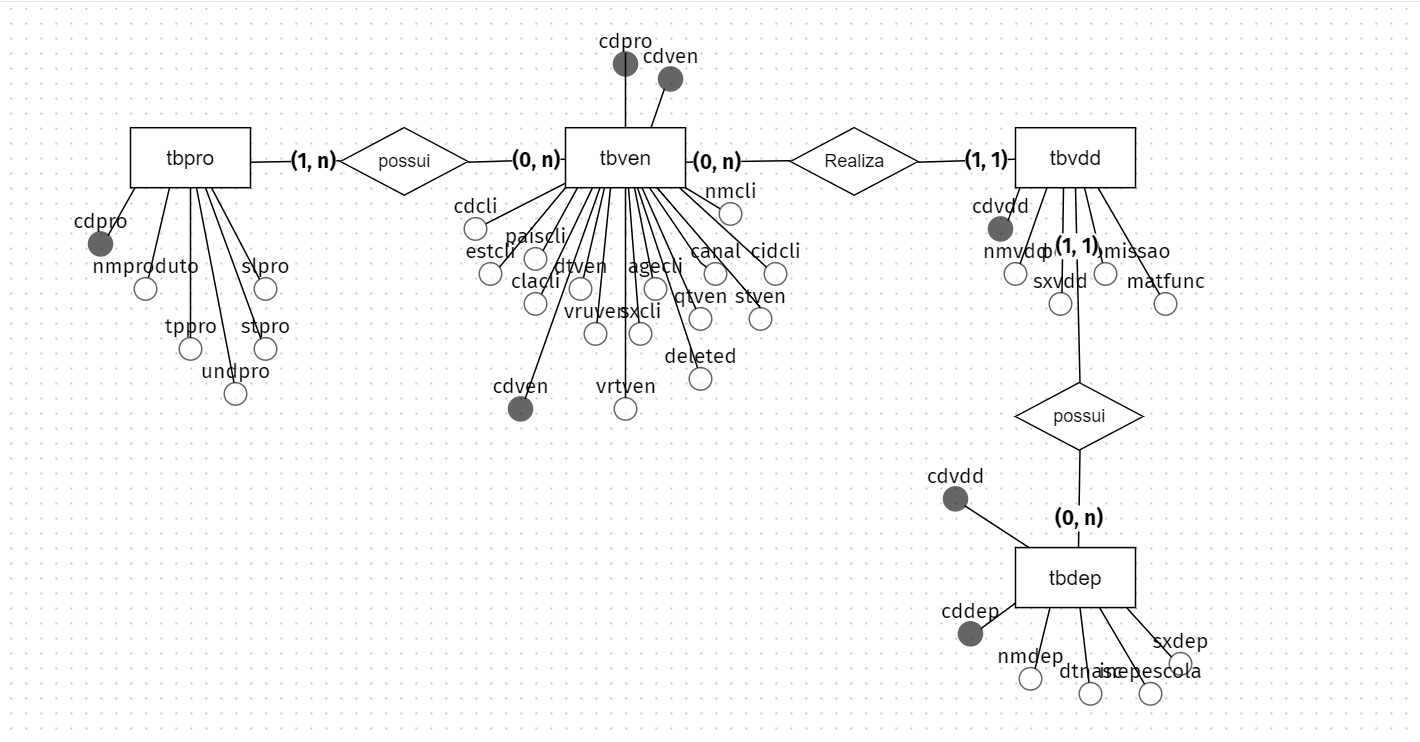 cdpro
cdven
tbpro
(1, n)
possui
(0, n)
tbven
(0, n)
Realiza
(1, 1)
tbvdd
cdpro
nmproduto
slpro
tppro
stpro
undpro
cdcli
nmcli
estcli
paiscli
canal
cidcli
clacli
dtven
agecli
vruven
sxcli
qtven
stven
deleted
cdven
vrtven
cdvdd
nmvdd
(1, 1)
sxvdd
matfunc
possui
cdvdd
(0, n)
tbdep
cddep
nmdep
dtnasc
inepescola
sxdep